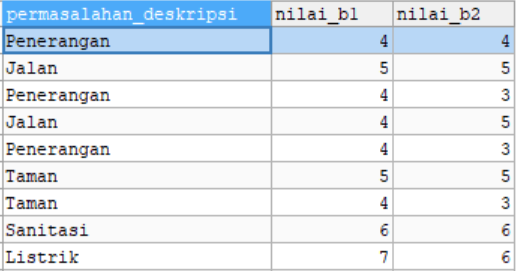 permasalahan_deskripsi nilai_b1 nilai_b2
Penerangan 4 4
Jalan 5 5
Penerangan 4 3
Jalan 4 5
Penerangan 4 3
Taman 5 5
Taman 4 3
Sanitasi 6 6
Listrik 7 6